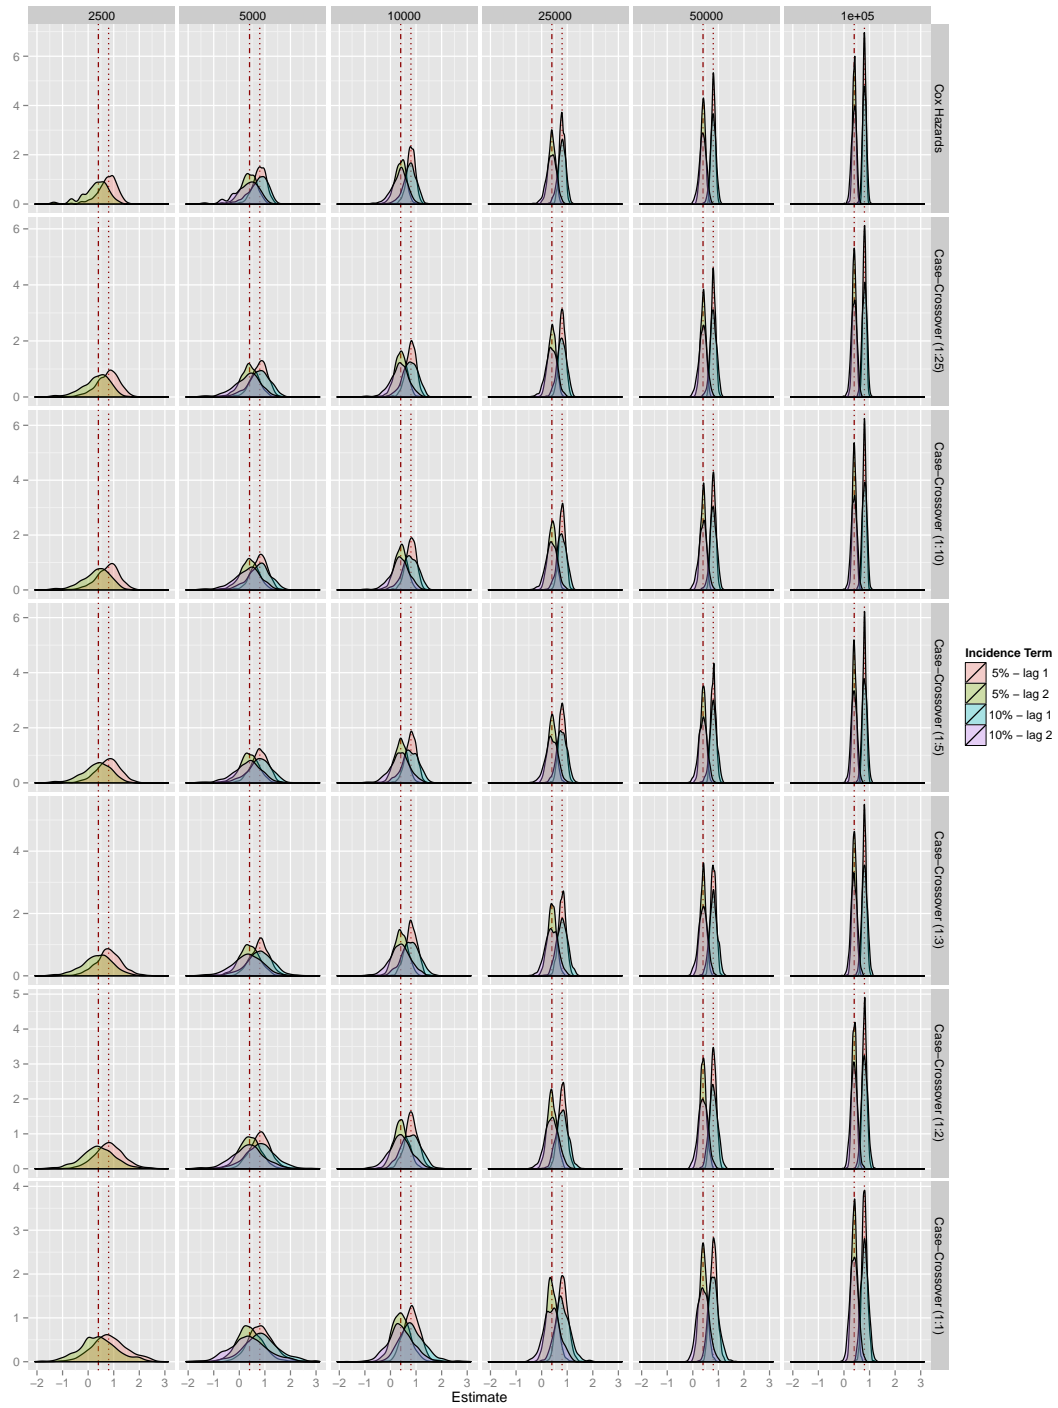 2500 5000 10000 25000 50000 1e+05
0 2 4 6
Cox Hazards
0 2 4 6
Case−Crossover (1:25)
0 2 4 6
Case−Crossover (1:10)
0 2 4 6
Case−Crossover (1:5)
0 2 4
Case−Crossover (1:3)
0 1 2 3 4 5
Case−Crossover (1:2)
0 1 2 3 4
Case−Crossover (1:1)
−2 −1 0 1 2 3 −2 −1 0 1 2 3 −2 −1 0 1 2 3 −2 −1 0 1 2 3 −2 −1 0 1 2 3 −2 −1 0 1 2 3
Estimate
Incidence Term
5% − lag 1
5% − lag 2
10% − lag 1
10% − lag 2